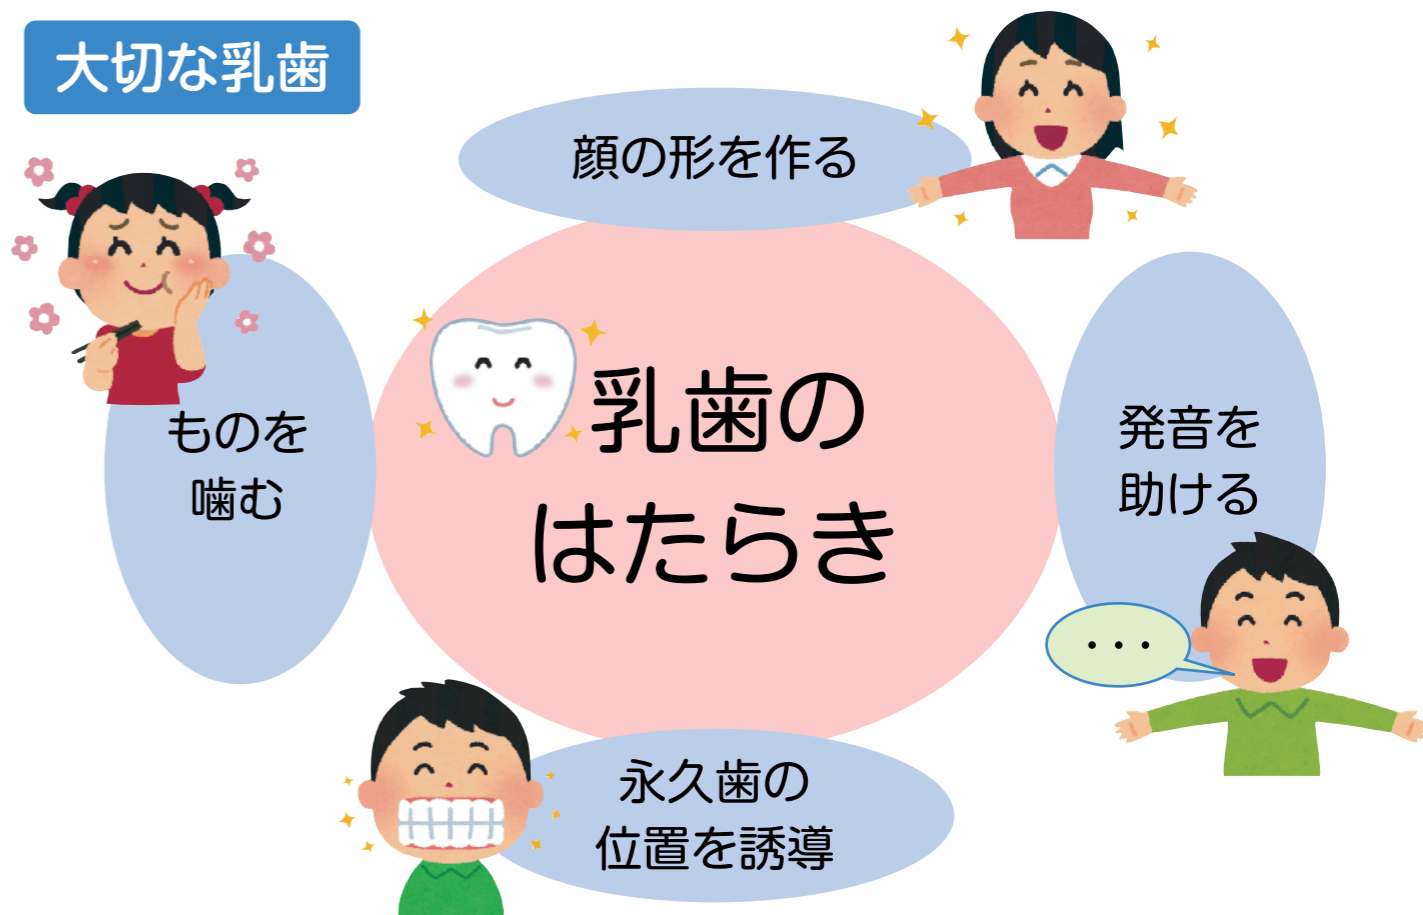 大切な乳歯
顔の形を作る
ものを
噛む
乳歯の
はたらき
発音を
助ける
・・・
永久歯の
位置を誘導